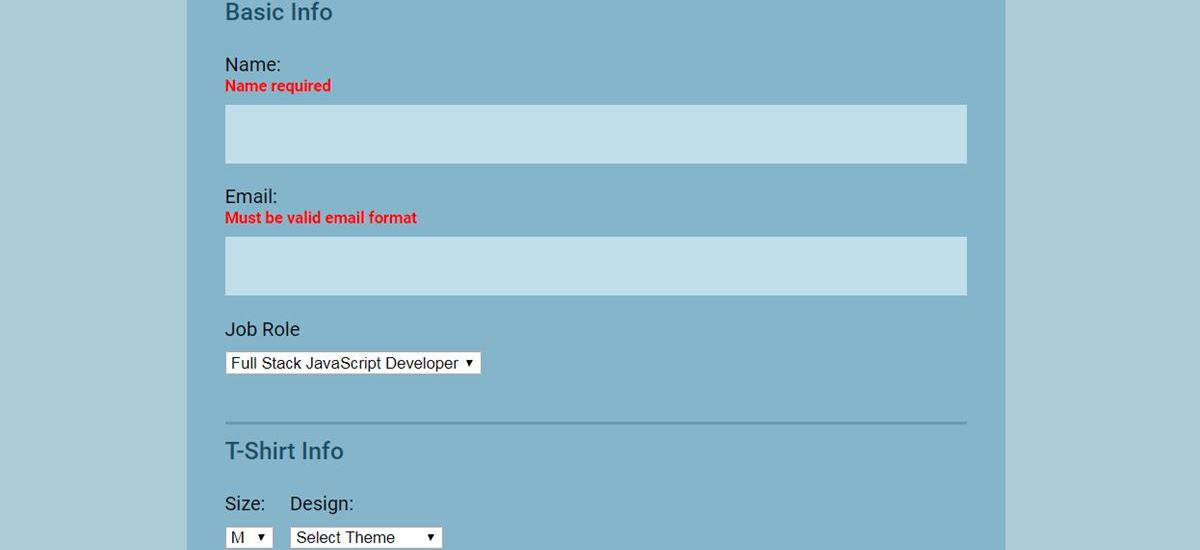 Basic Info
Name:
Name required
Email:
Must be valid email format
Job Role
Full Stack JavaScript Developer
T-Shirt Info
Size: Design:
M Select Theme